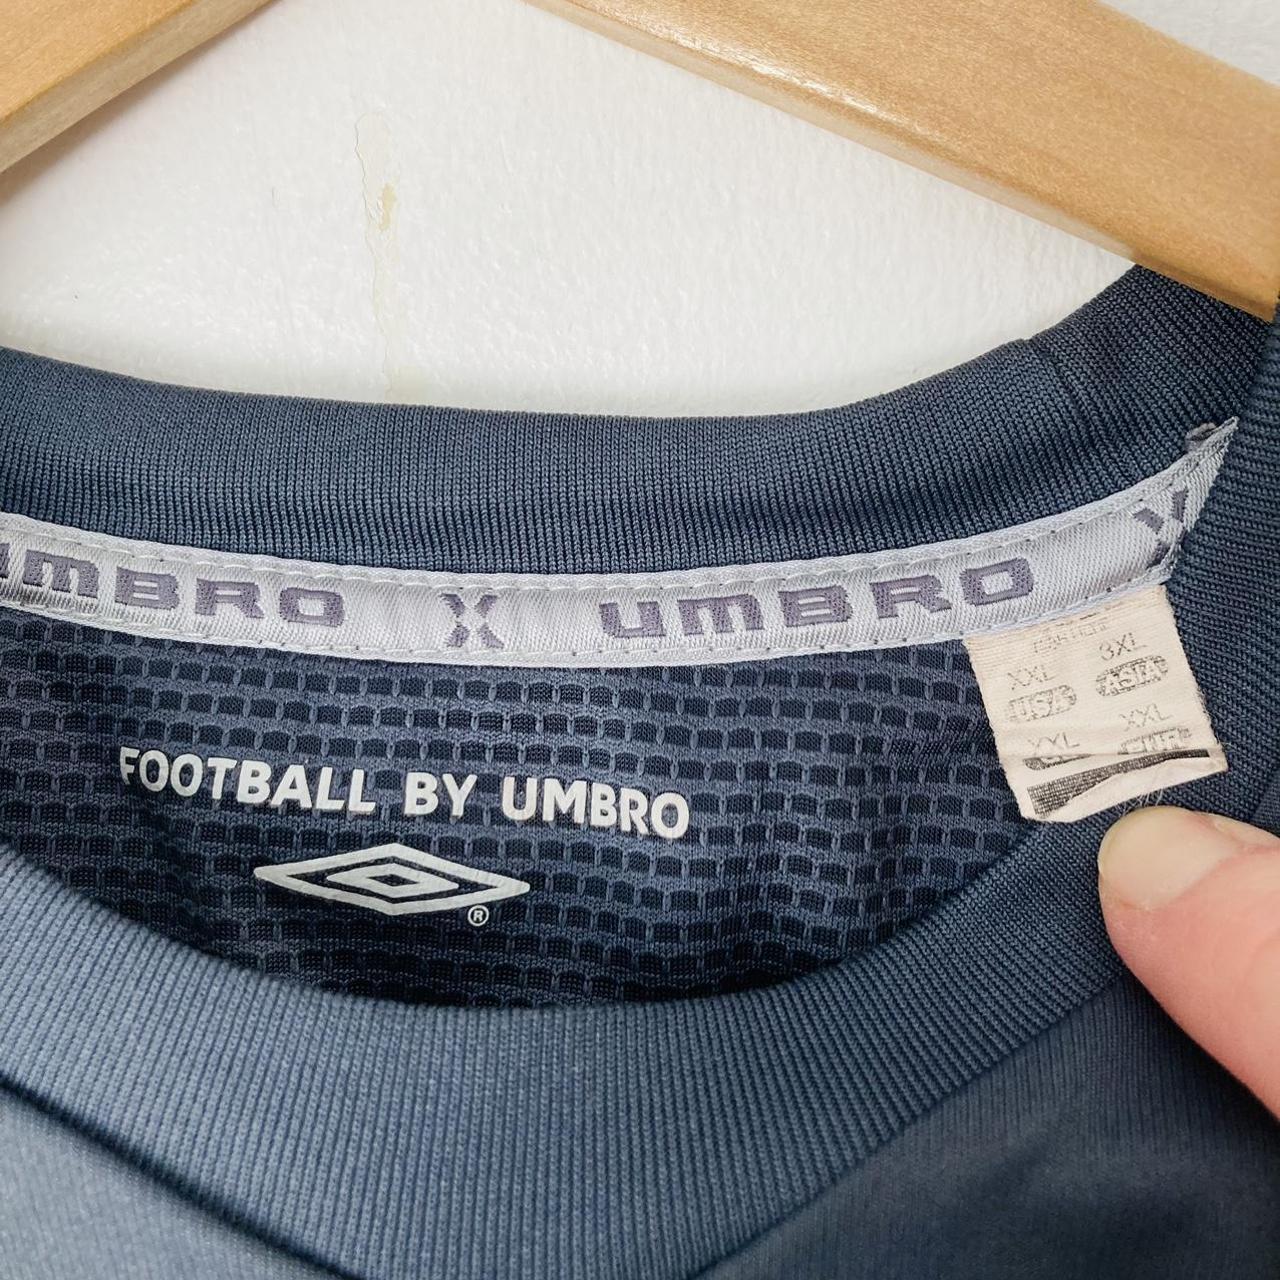 UMBRO X UMBRO X
XXL 3XL
USA ASIA
XXL XXL
FOOTBALL BY UMBRO
®